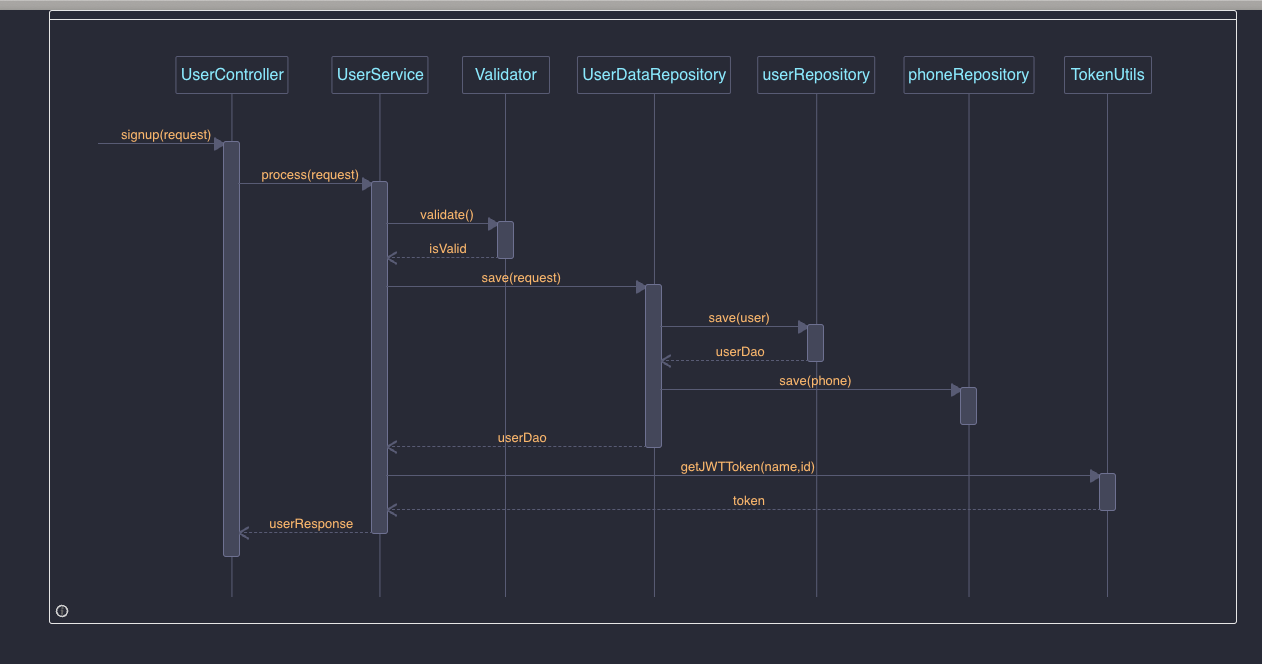 UserController
UserService
Validator
UserDataRepository
userRepository
phoneRepository
TokenUtils
signup(request)
process(request)
validate()
isValid
save(request)
save(user)
userDao
save(phone)
userDao
getJWTToken(name,id)
token
userResponse